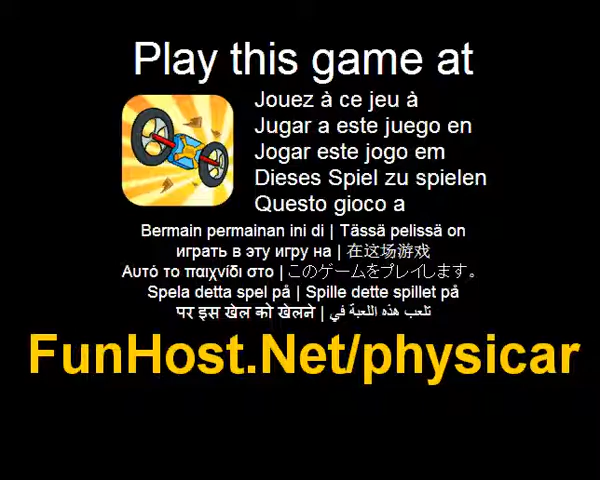 Play this game at
Jouez à ce jeu à
Jugar a este juego en
Jogar este jogo em
Dieses Spiel zu spielen
Questo gioco a
Bermain permainan ini di | Tässä pelissä on
играть в эту игру на | 在这场游戏
Αυτό το παιχνίδι στο | このゲームをプレイします。
Spela detta spel på | Spille dette spillet på
पर इस खेल को खेलने | تلعب هذه اللعبة في
FunHost.Net/physicar